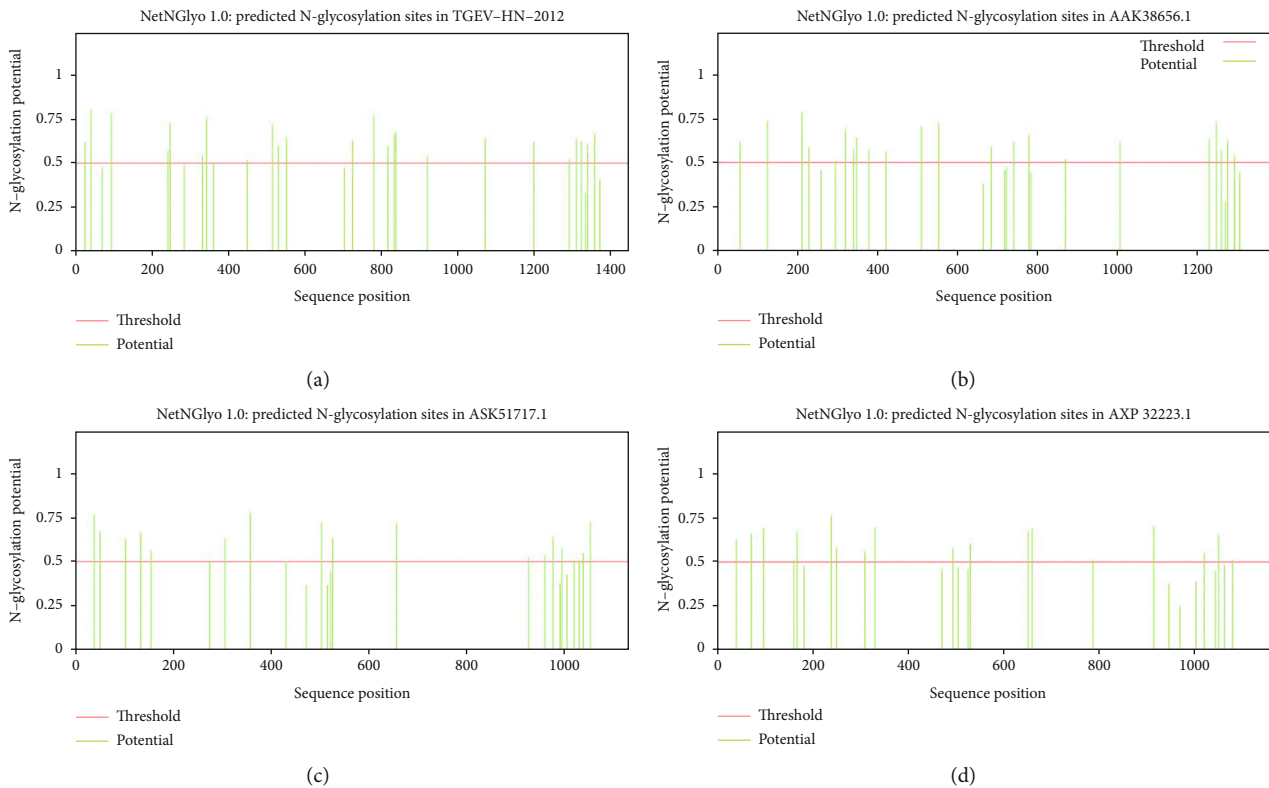 NetNGlyo 1.0: predicted N-glycosylation sites in TGEV–HN–2012
N–glycosylation potential
1
0.75
0.5
0.25
0
0 200 400 600 800 1000 1200 1400
Sequence position
Threshold
Potential
(a)
NetNGlyo 1.0: predicted N-glycosylation sites in AAK38656.1
Threshold
Potential
N–glycosylation potential
1
0.75
0.5
0.25
0
0 200 400 600 800 1000 1200
Sequence position
Threshold
Potential
(b)
NetNGlyo 1.0: predicted N-glycosylation sites in ASK51717.1
N–glycosylation potential
1
0.75
0.5
0.25
0
0 200 400 600 800 1000
Sequence position
Threshold
Potential
(c)
NetNGlyo 1.0: predicted N-glycosylation sites in AXP 32223.1
N–glycosylation potential
1
0.75
0.5
0.25
0
0 200 400 600 800 1000
Sequence position
Threshold
Potential
(d)